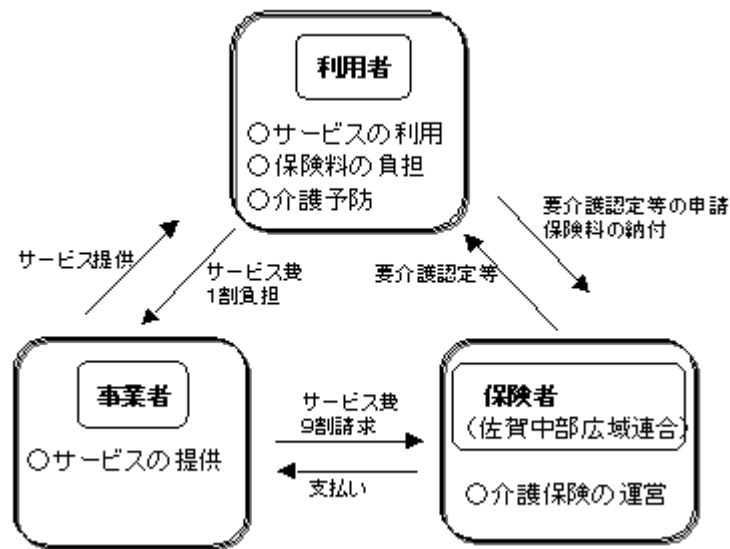 利用者
○サービスの利用
○保険料の負担
○介護予防
要介護認定等の申請
保険料の納付
サービス提供
サービス費
1割負担
要介護認定等
事業者
○サービスの提供
サービス費
9割請求
支払い
保険者
（佐賀中部広域連合）
○介護保険の運営